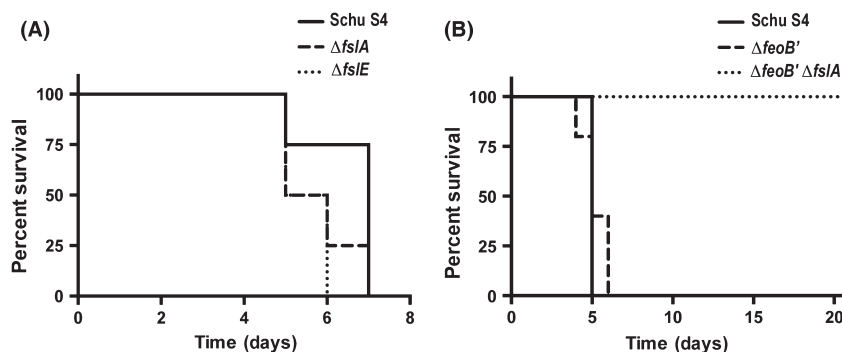 (A)
Schu S4
ΔfslA
ΔfslE
Percent survival
100
75
50
25
0
0 2 4 6 8
Time (days)
(B)
Schu S4
ΔfeoB'
ΔfeoB' ΔfslA
Percent survival
100
75
50
25
0
0 5 10 15 20
Time (days)